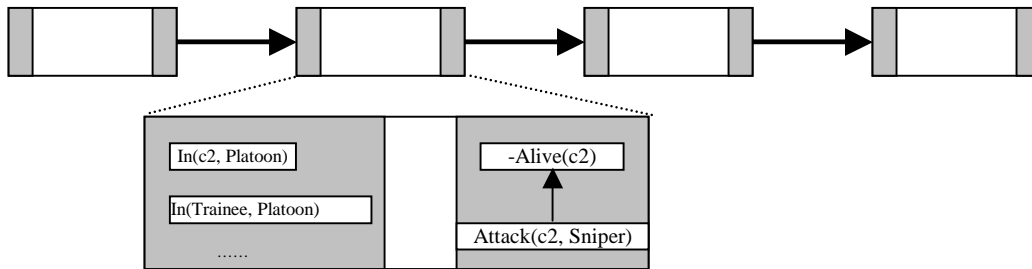 In(c2, Platoon)
-Alive(c2)
In(Trainee, Platoon)
Attack(c2, Sniper)
......